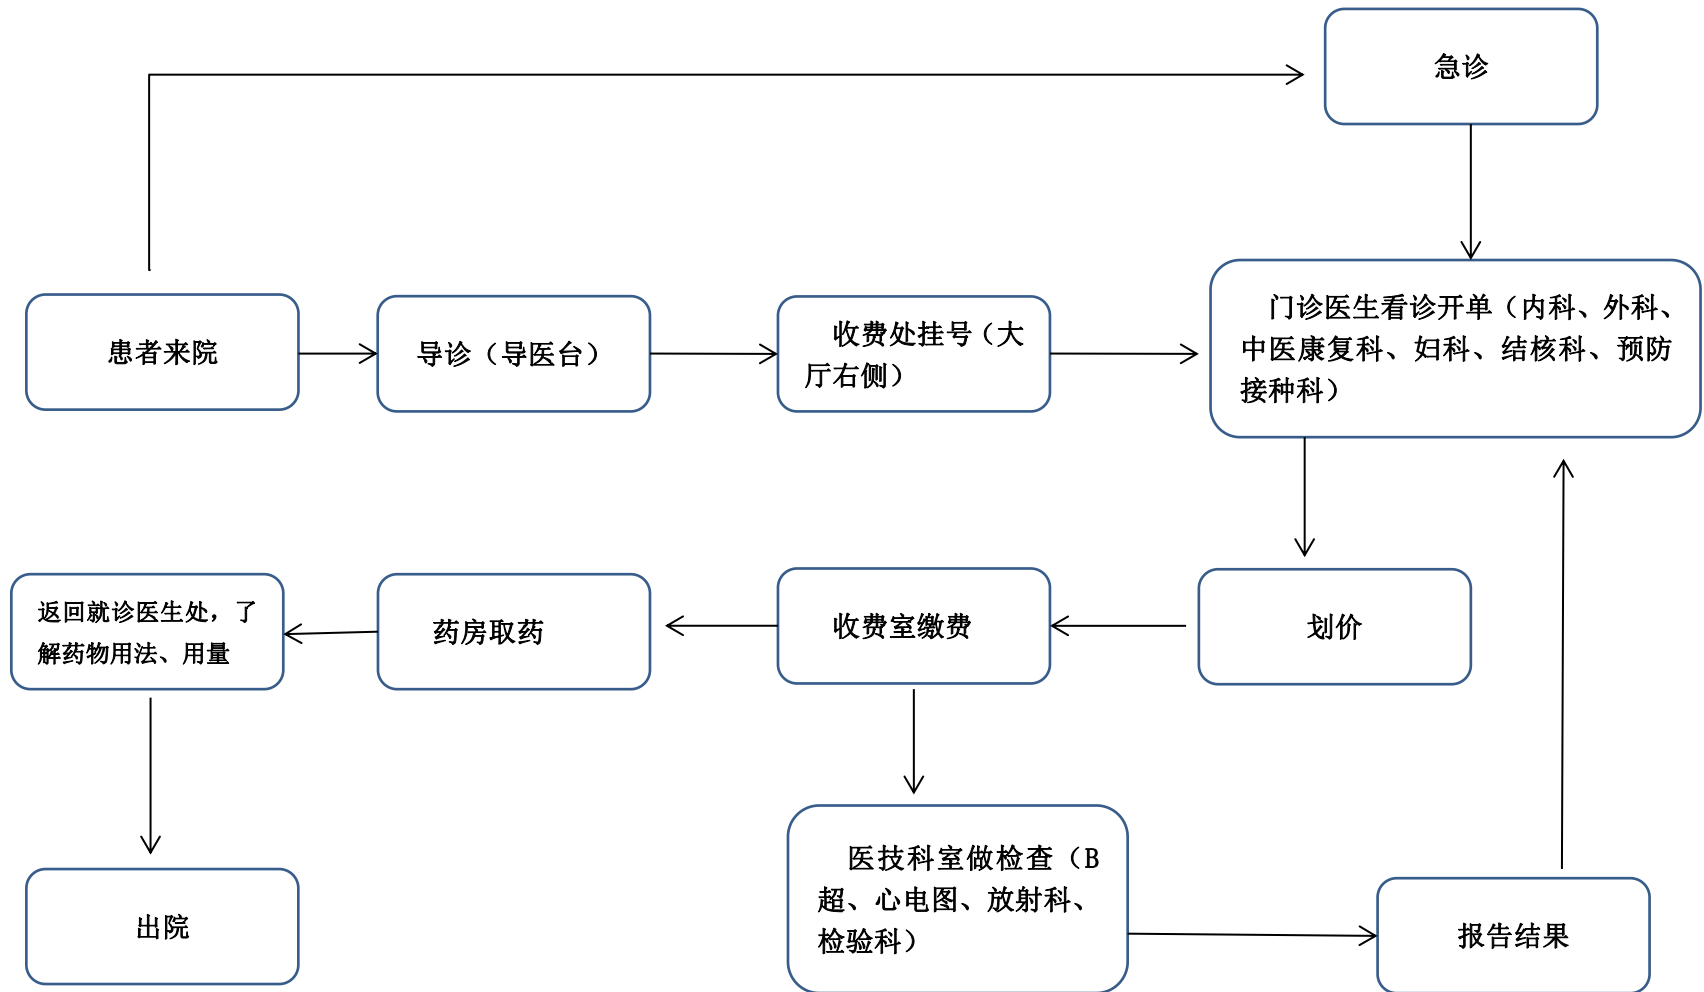 急诊
患者来院
导诊（导医台）
收费处挂号（大
厅右侧）
门诊医生看诊开单（内科、外科、
中医康复科、妇科、结核科、预防
接种科）
返回就诊医生处，了
解药物用法、用量
药房取药
收费室缴费
划价
出院
医技科室做检查（B
超、心电图、放射科、
检验科）
报告结果